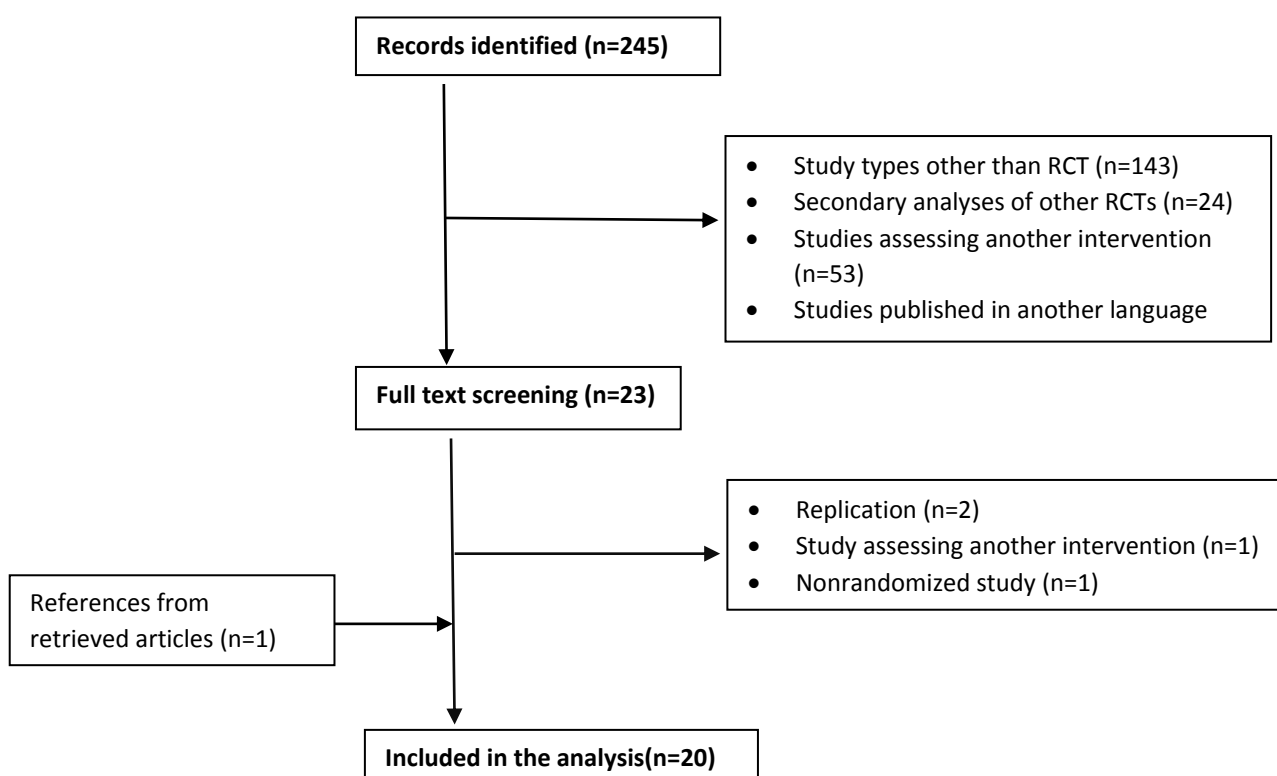 Records identified (n=245)
• Study types other than RCT (n=143)
• Secondary analyses of other RCTs (n=24)
• Studies assessing another intervention
(n=53)
• Studies published in another language
Full text screening (n=23)
• Replication (n=2)
• Study assessing another intervention (n=1)
• Nonrandomized study (n=1)
References from
retrieved articles (n=1)
Included in the analysis(n=20)